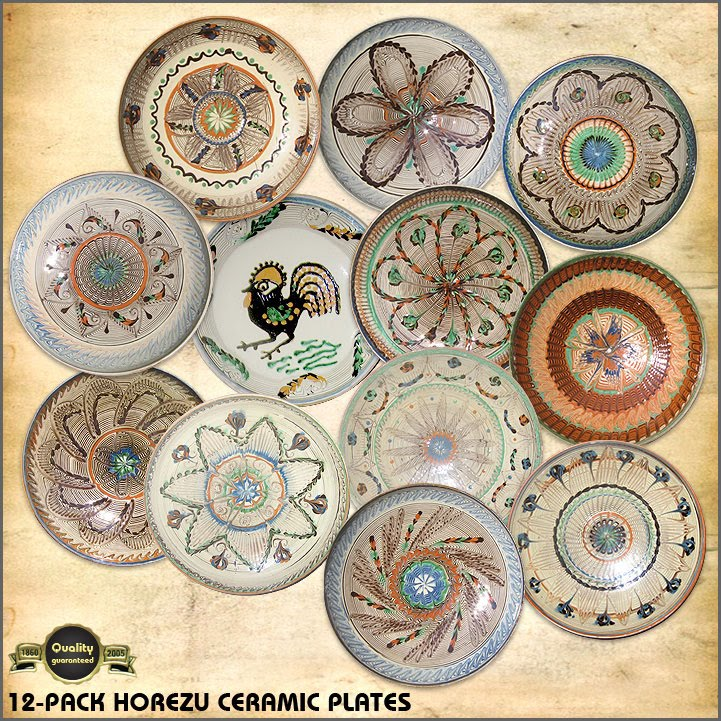 1860 Quality 2005
guaranteed
12-PACK HOREZU CERAMIC PLATES